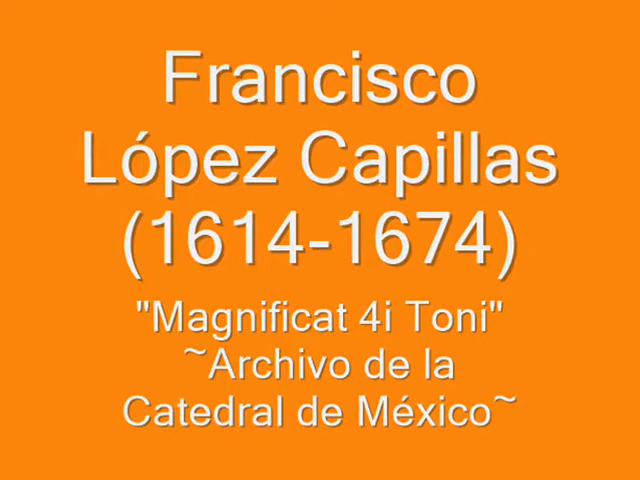 Francisco
López Capillas
(1614-1674)
"Magnificat 4i Toni"
~Archivo de la
Catedral de México~